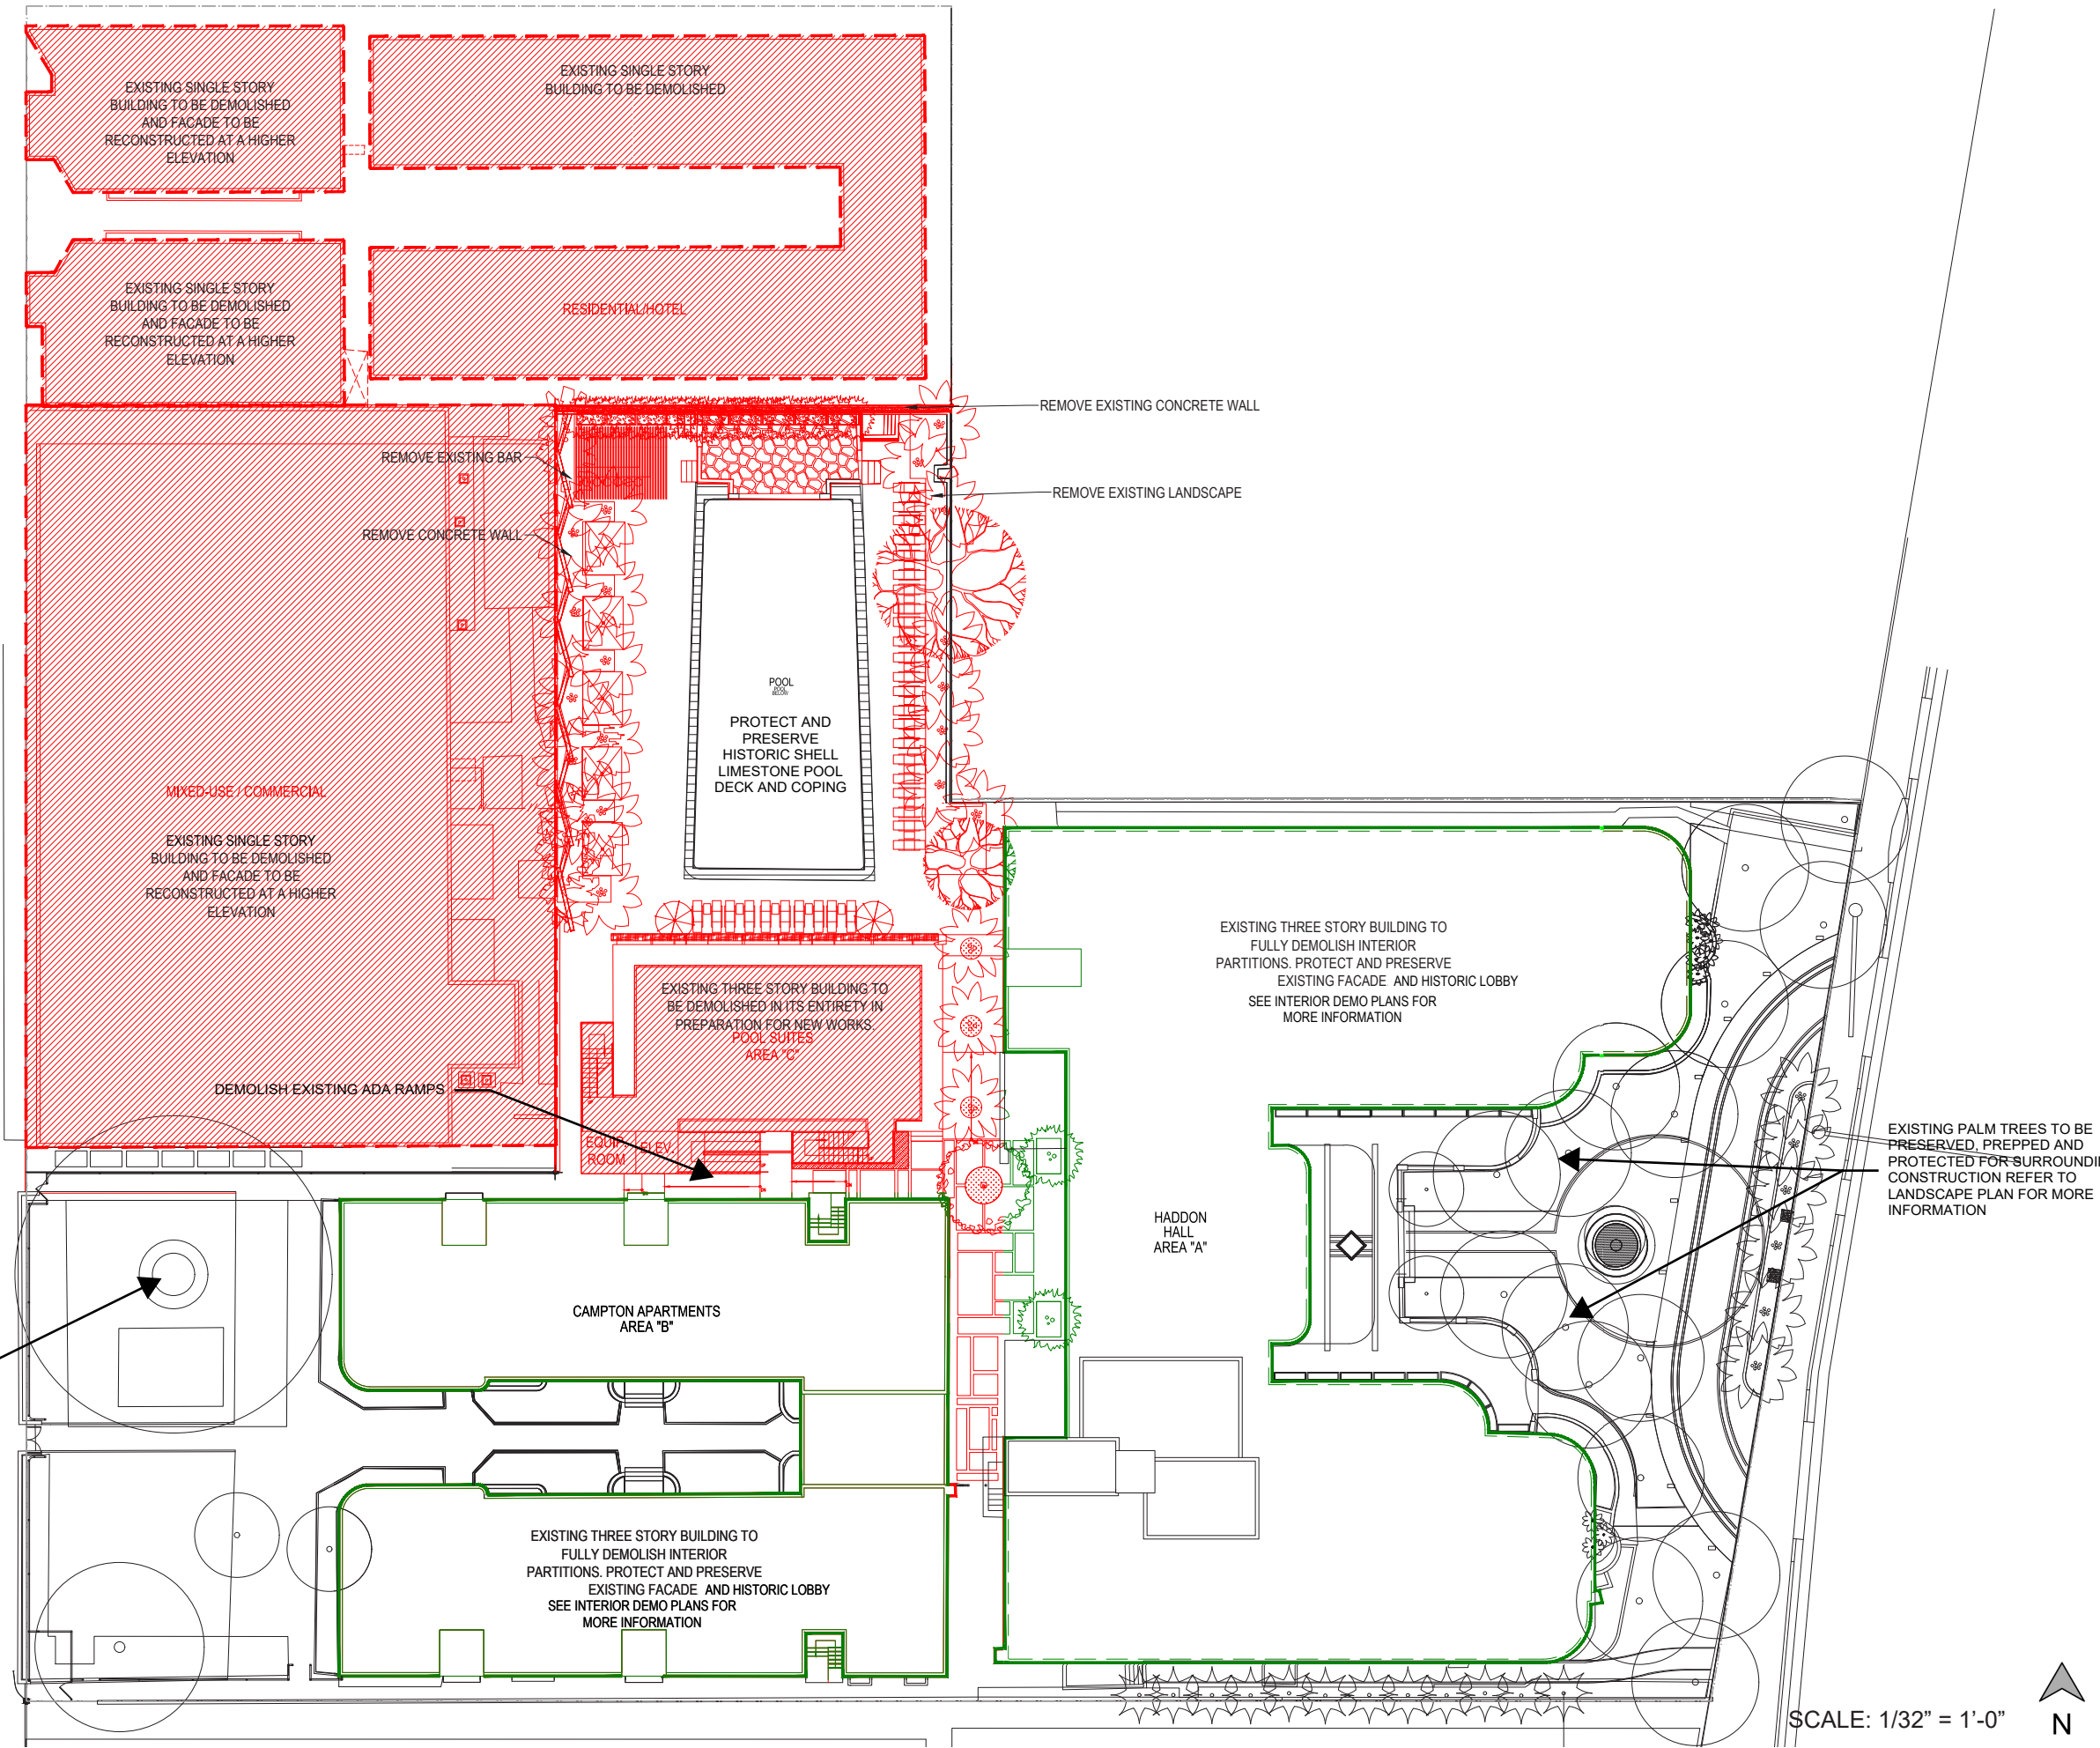 EXISTING SINGLE STORY
BUILDING TO BE DEMOLISHED
AND FACADE TO BE
RECONSTRUCTED AT A HIGHER
ELEVATION
EXISTING SINGLE STORY
BUILDING TO BE DEMOLISHED
EXISTING SINGLE STORY
BUILDING TO BE DEMOLISHED
AND FACADE TO BE
RECONSTRUCTED AT A HIGHER
ELEVATION
RESIDENTIAL/HOTEL
REMOVE EXISTING CONCRETE WALL
REMOVE EXISTING BAR
REMOVE EXISTING LANDSCAPE
REMOVE CONCRETE WALL
POOL
POOL
BELOW
PROTECT AND
PRESERVE
HISTORIC SHELL
LIMESTONE POOL
DECK AND COPING
MIXED-USE / COMMERCIAL
EXISTING SINGLE STORY
BUILDING TO BE DEMOLISHED
AND FACADE TO BE
RECONSTRUCTED AT A HIGHER
ELEVATION
EXISTING THREE STORY BUILDING TO
FULLY DEMOLISH INTERIOR
PARTITIONS. PROTECT AND PRESERVE
EXISTING FACADE AND HISTORIC LOBBY
SEE INTERIOR DEMO PLANS FOR
MORE INFORMATION
EXISTING THREE STORY BUILDING TO
BE DEMOLISHED IN ITS ENTIRETY IN
PREPARATION FOR NEW WORKS.
POOL SUITES
AREA "C"
DEMOLISH EXISTING ADA RAMPS
EQUIP.
ROOM
ELEV.
EXISTING PALM TREES TO BE
PRESERVED, PREPPED AND
PROTECTED FOR SURROUNDI
CONSTRUCTION REFER TO
LANDSCAPE PLAN FOR MORE
INFORMATION
HADDON
HALL
AREA "A"
CAMPTON APARTMENTS
AREA "B"
EXISTING THREE STORY BUILDING TO
FULLY DEMOLISH INTERIOR
PARTITIONS. PROTECT AND PRESERVE
EXISTING FACADE AND HISTORIC LOBBY
SEE INTERIOR DEMO PLANS FOR
MORE INFORMATION
SCALE: 1/32” = 1’-0”
N